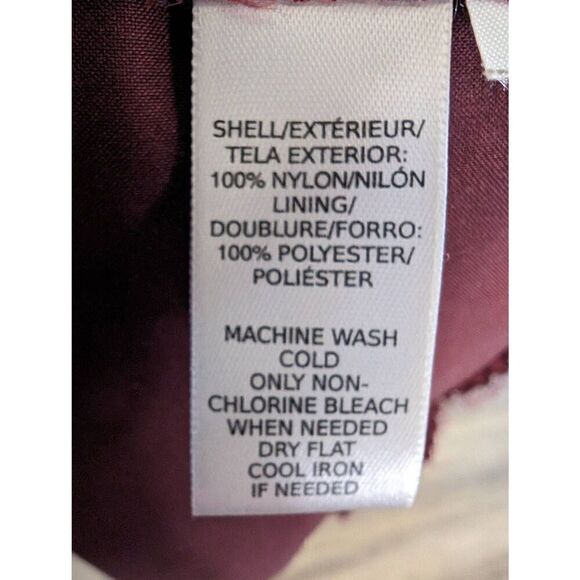 SHELL/EXTÉRIEUR/
TELA EXTERIOR:
100% NYLON/NILÓN
LINING/
DOUBLURE/FORRO:
100% POLYESTER/
POLIÉSTER
MACHINE WASH
COLD
ONLY NON-
CHLORINE BLEACH
WHEN NEEDED
DRY FLAT
COOL IRON
IF NEEDED